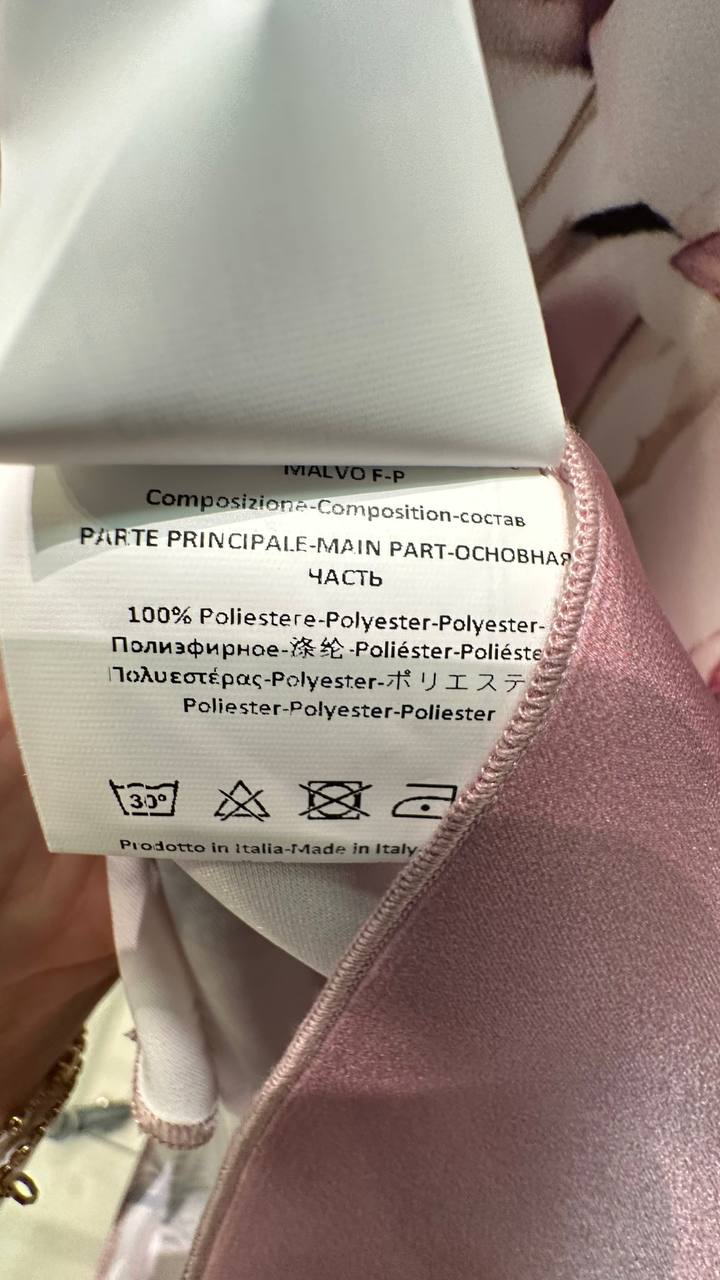 MALVO F-P
Composizione-Composition-состав
PARTE PRINCIPALE-MAIN PART-ОСНОВНАЯ
ЧАСТЬ
100% Poliestere-Polyester-Polyester-
Полиэфирное-涤纶-Poliéster-Poliéste
Πολυεστέρας-Polyester-ポリエステ
Poliester-Polyester-Poliester
30°
Prodotto in Italia-Made in Italy-